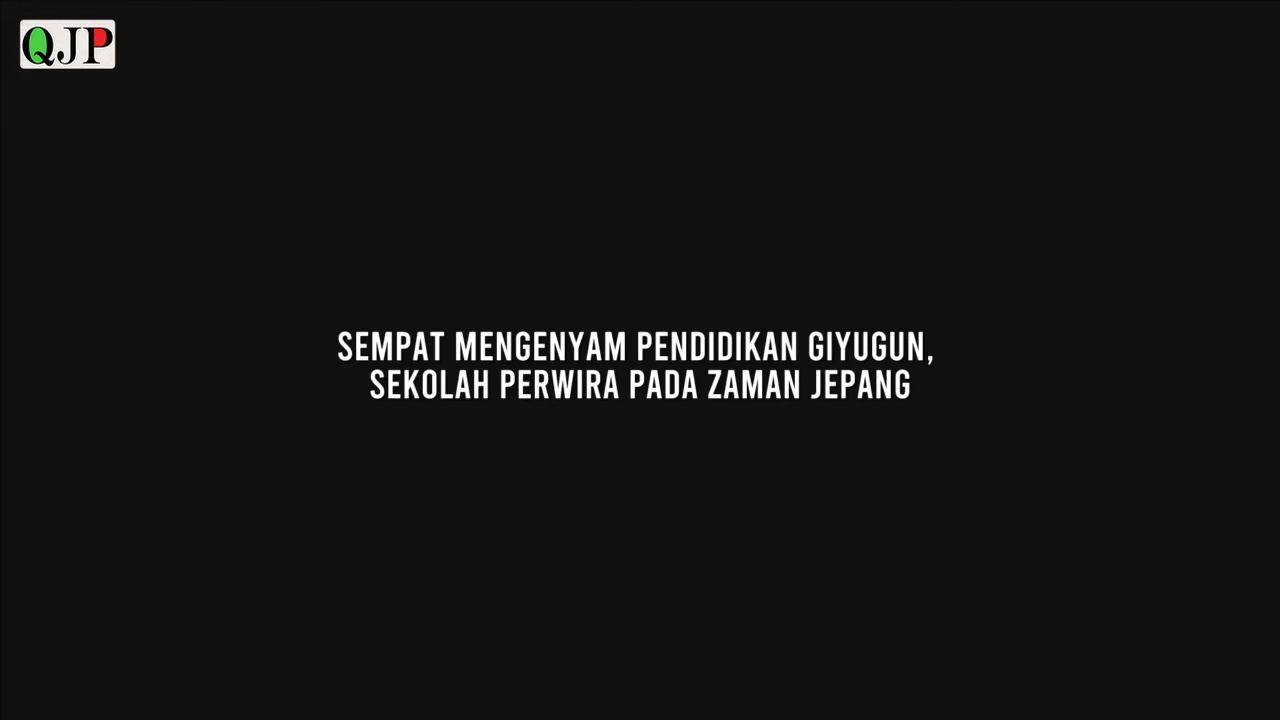 QJP
SEMPAT MENGENYAM PENDIDIKAN GIYUGUN,
SEKOLAH PERWIRA PADA ZAMAN JEPANG